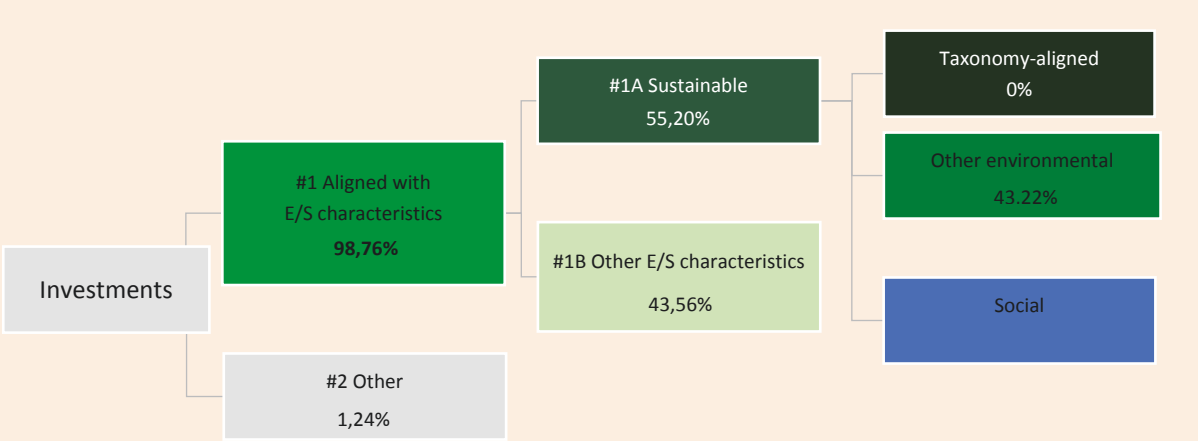 Investments
#1 Aligned with
E/S characteristics
98,76%
#2 Other
1,24%
#1A Sustainable
55,20%
#1B Other E/S characteristics
43,56%
Taxonomy-aligned
0%
Other environmental
43.22%
Social